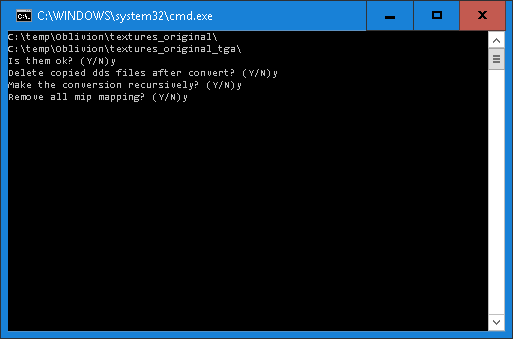 C:\WINDOWS\system32\cmd.exe
C:\temp\Oblivion\textures_original\
C:\temp\Oblivion\textures_original_tga\
Is them ok? (Y/N)y
Delete copied dds files after convert? (Y/N)y
Make the conversion recursively? (Y/N)y
Remove all mip mapping? (Y/N)y